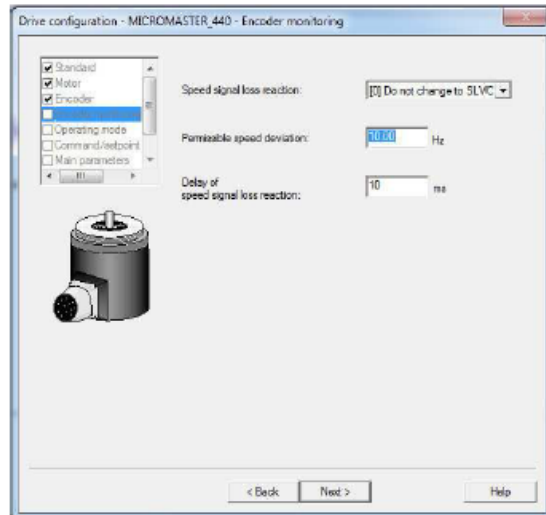 Drive configuration - MICROMASTER_440 - Encoder monitoring
Standard
Motor
Encoder
Operating mode
Command/setpoint
Main parameters
Speed signal loss reaction:
[0] Do not change to SLVC
Permizable speed deviation:
10.00
Hz
Delay of
speed signal loss reaction:
10
ms
< Back
Next >
Help